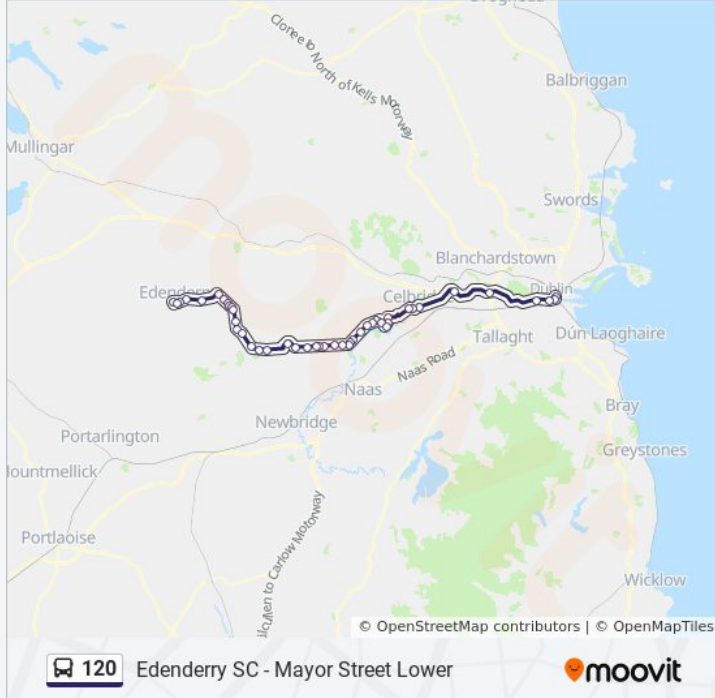 Clonee to North of Kells Motorway
Balbriggan
Mullingar
Swords
Blanchardstown
Edenderry
Celbridge
Dublin
Tallaght
Dún Laoghaire
Naas Road
Naas
Bray
Newbridge
Portarlington
Greystones
Mountmellick
Portlaoise
Kilcullen to Carlow Motorway
Wicklow
© OpenStreetMap contributors | © OpenMapTiles
120 Edenderry SC - Mayor Street Lower
moovit